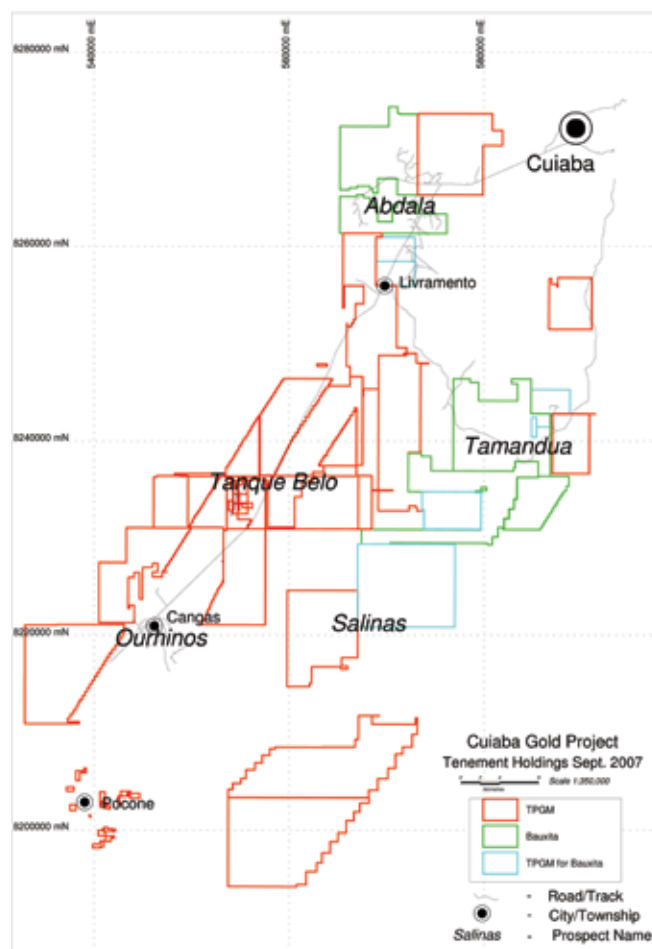 540000 mE
560000 mE
580000 mE
8280000 mN
Cuiaba
Abdala
8260000 mN
Livramento
8240000 mN
Tamandua
Tanque Belo
Cangas
8220000 mN
Ourhinos
Salinas
Cuiaba Gold Project
Tenement Holdings Sept. 2007
Scale 1:350,000
TPGM
Bauxita
TPGM for Bauxita
Pocone
8200000 mN
Road/Track
City/Township
Salinas - Prospect Name